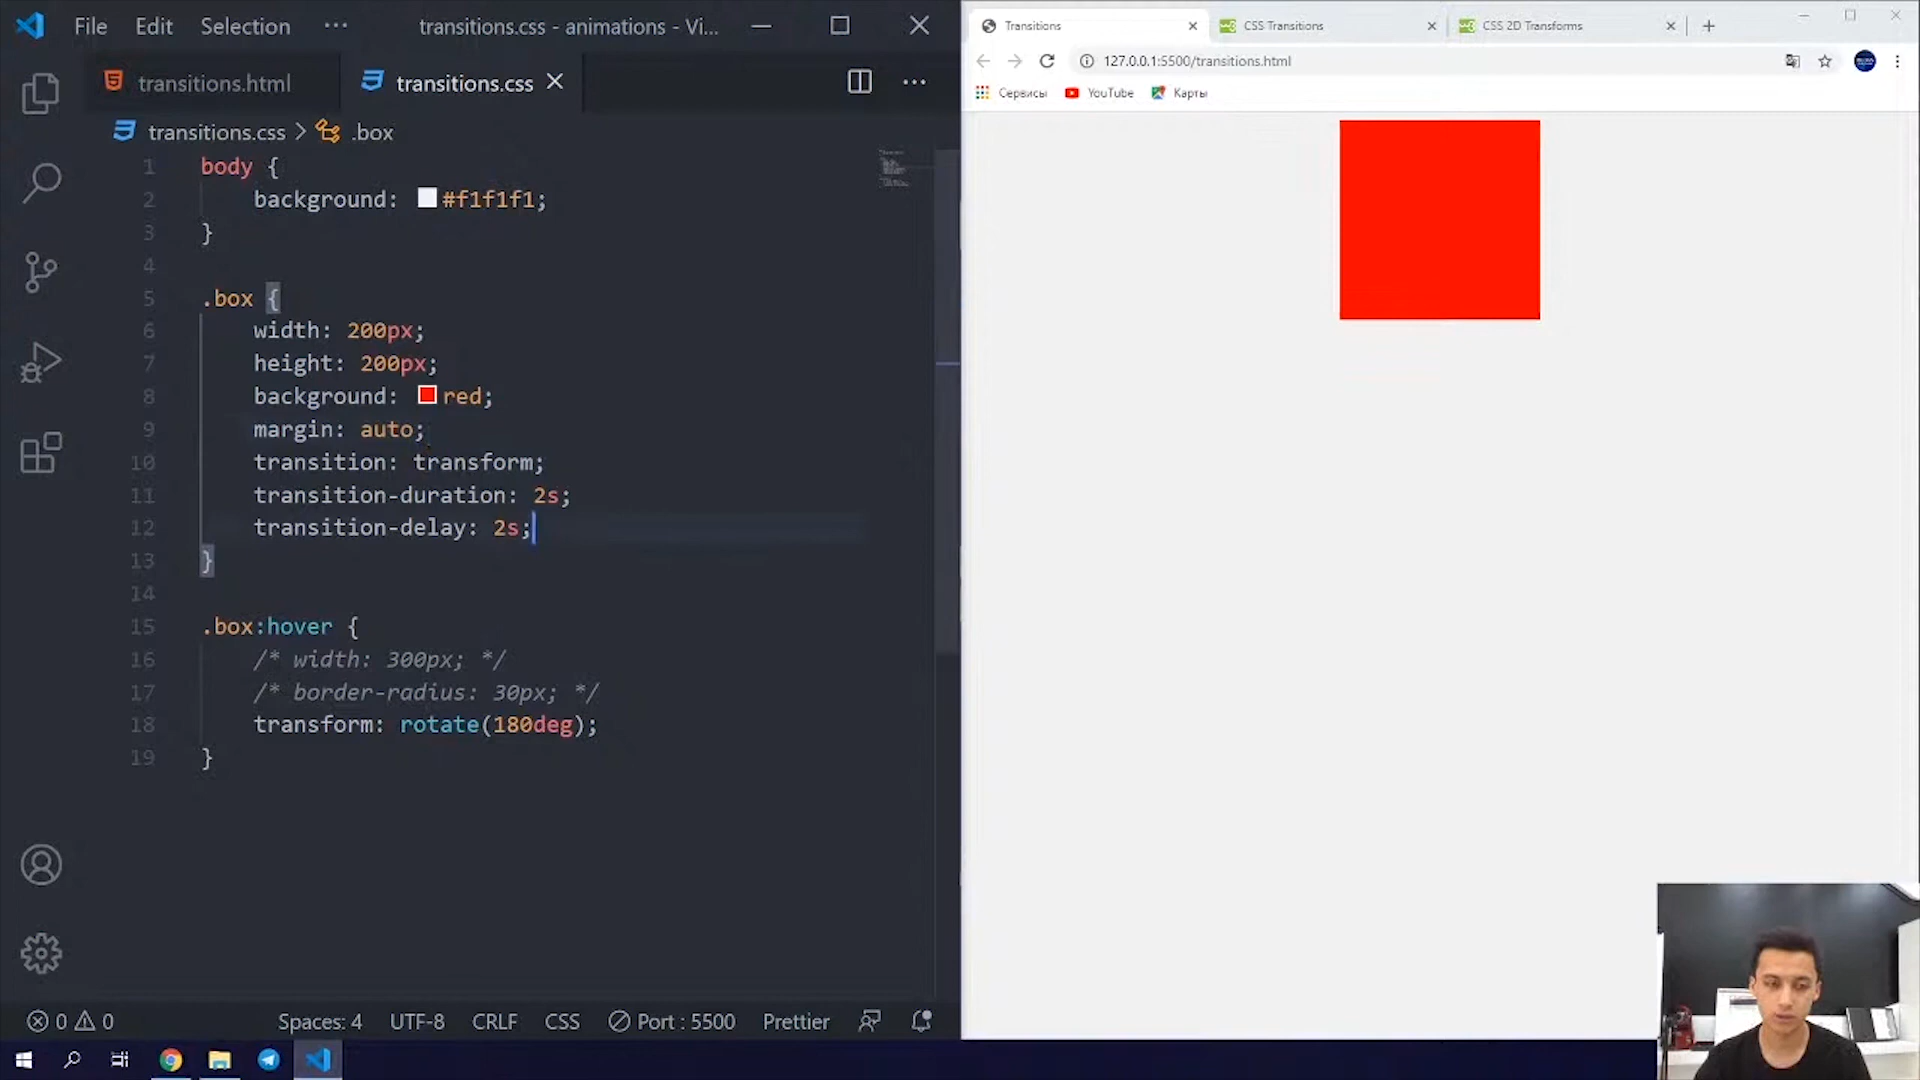 File Edit Selection ··· transitions.css - animations - Vi...
transitions.html transitions.css
transitions.css > .box
1 body {
2 background: #f1f1f1;
3 }
4
5 .box {
6 width: 200px;
7 height: 200px;
8 background: red;
9 margin: auto;
10 transition: transform;
11 transition-duration: 2s;
12 transition-delay: 2s;
13 }
14
15 .box:hover {
16 /* width: 300px; */
17 /* border-radius: 30px; */
18 transform: rotate(180deg);
19 }
0 0 Spaces: 4 UTF-8 CRLF CSS Port : 5500 Prettier
Transitions CSS Transitions CSS 2D Transforms
127.0.0.1:5500/transitions.html
Сервисы YouTube Карты